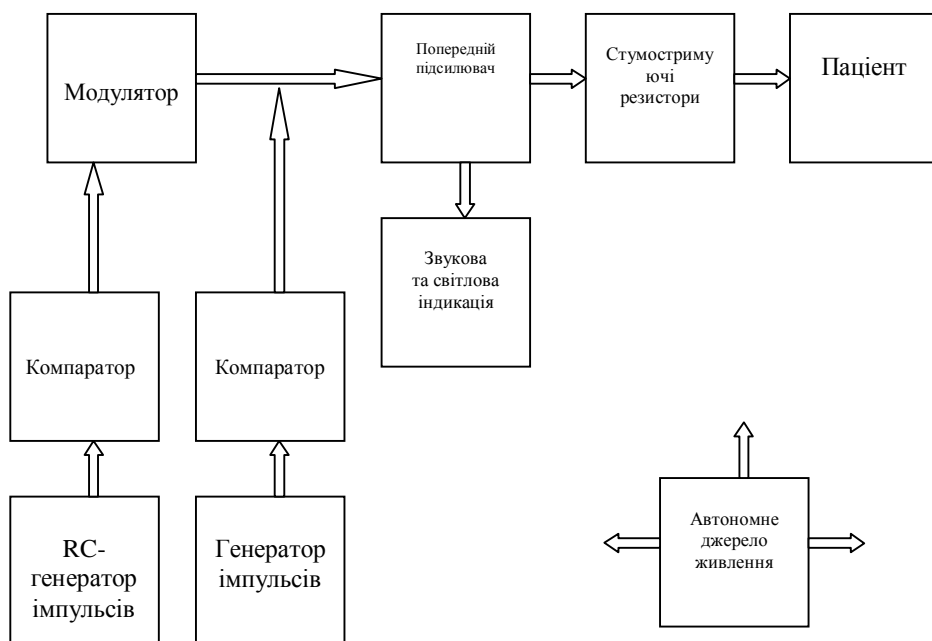 Модулятор
Попередній
підсилювач
Стумостриму
ючі
резистори
Пацієнт
Звукова
та світлова
індикація
Компаратор
Компаратор
RC-
генератор
імпульсів
Генератор
імпульсів
Автономне
джерело
живлення